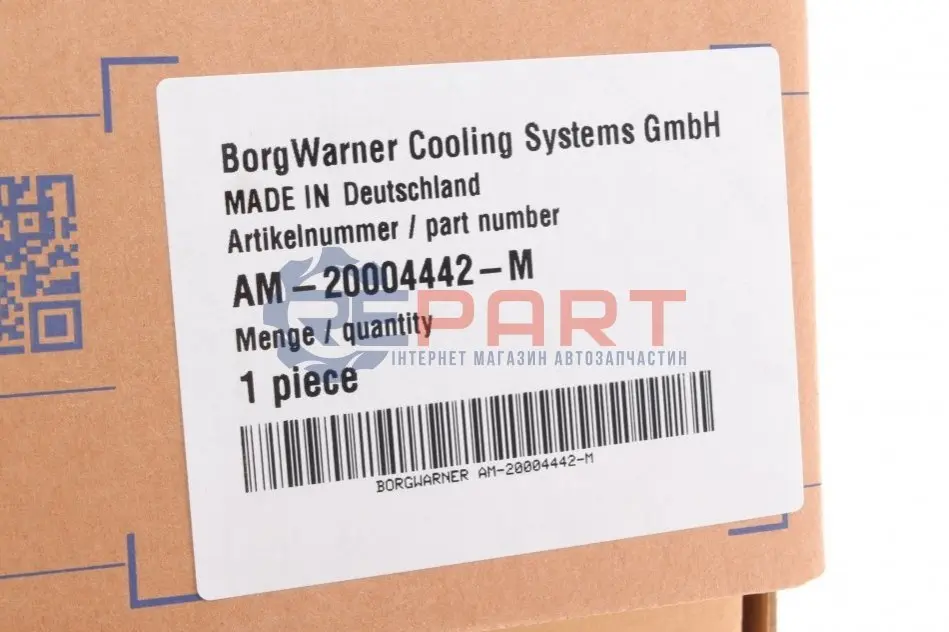 BorgWarner Cooling Systems GmbH
MADE IN Deutschland
Artikelnummer / part number
AM-20004442-M
Menge / quantity
1 piece
BORGWARNER AM-20004442-M
REPART
ІНТЕРНЕТ МАГАЗИН АВТОЗАПЧАСТИН